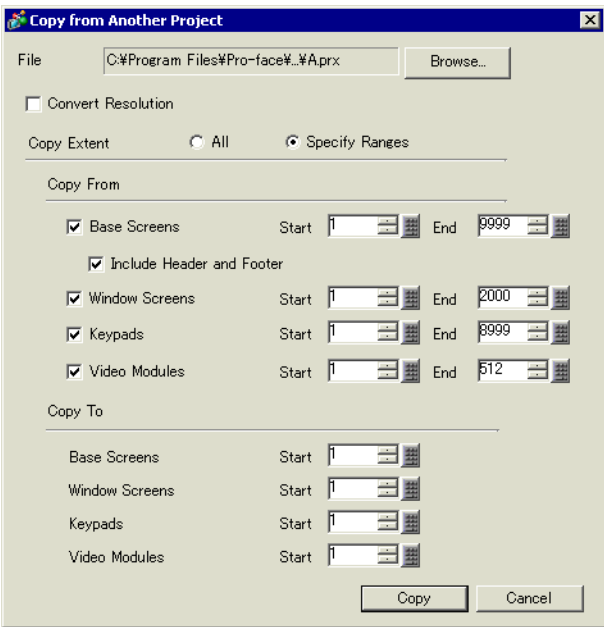 Copy from Another Project
File C:¥Program Files¥Pro-face¥...¥A.prx Browse...
Convert Resolution
Copy Extent All Specify Ranges
Copy From
Base Screens Start 1 End 9999
Include Header and Footer
Window Screens Start 1 End 2000
Keypads Start 1 End 8999
Video Modules Start 1 End 512
Copy To
Base Screens Start 1
Window Screens Start 1
Keypads Start 1
Video Modules Start 1
Copy Cancel